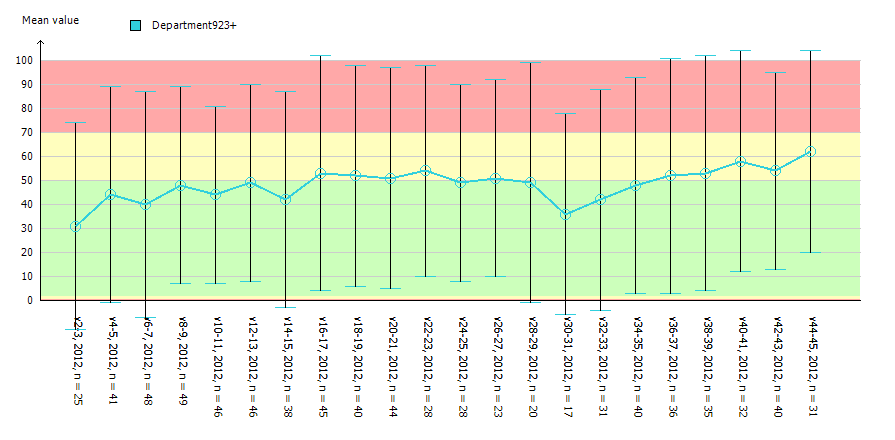 Mean value
Department923+
100
90
80
70
60
50
40
30
20
10
0
v2-3, 2012, n = 25
v4-5, 2012, n = 41
v6-7, 2012, n = 48
v8-9, 2012, n = 49
v10-11, 2012, n = 46
v12-13, 2012, n = 46
v14-15, 2012, n = 38
v16-17, 2012, n = 45
v18-19, 2012, n = 40
v20-21, 2012, n = 44
v22-23, 2012, n = 28
v24-25, 2012, n = 28
v26-27, 2012, n = 23
v28-29, 2012, n = 20
v30-31, 2012, n = 17
v32-33, 2012, n = 31
v34-35, 2012, n = 40
v36-37, 2012, n = 36
v38-39, 2012, n = 35
v40-41, 2012, n = 32
v42-43, 2012, n = 40
v44-45, 2012, n = 31